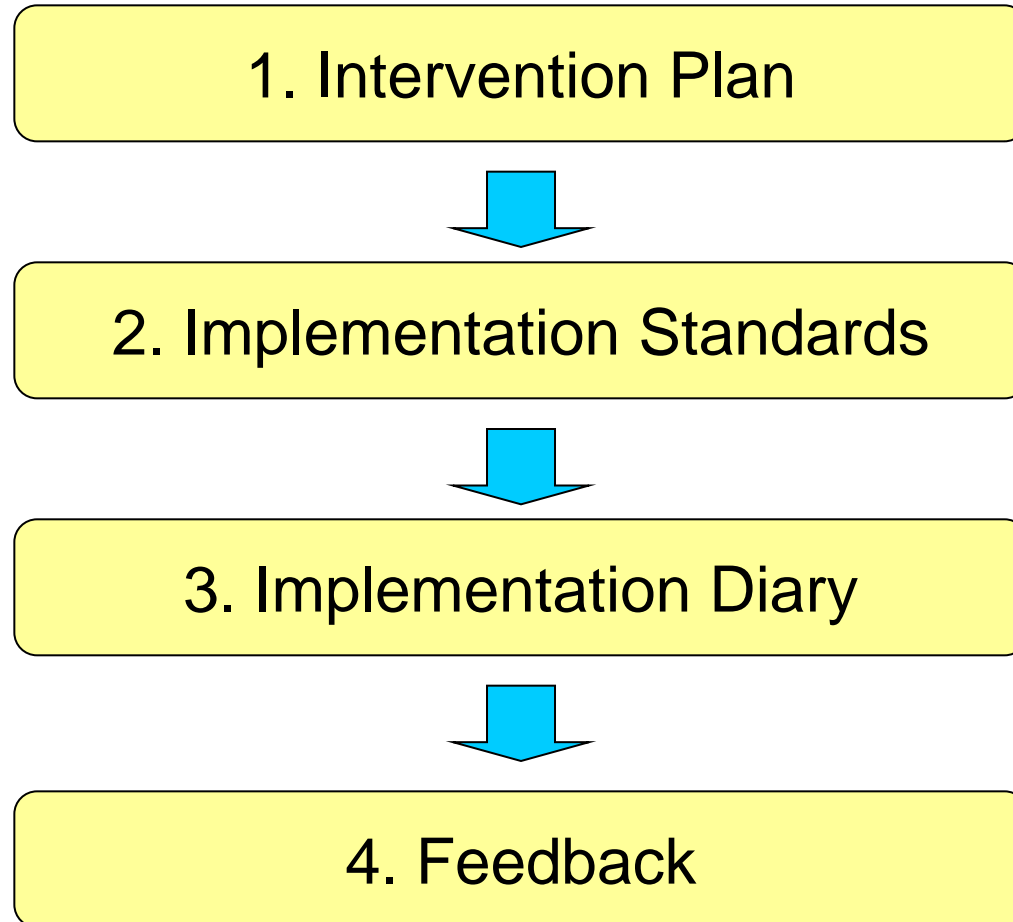 1. Intervention Plan
2. Implementation Standards
3. Implementation Diary
4. Feedback